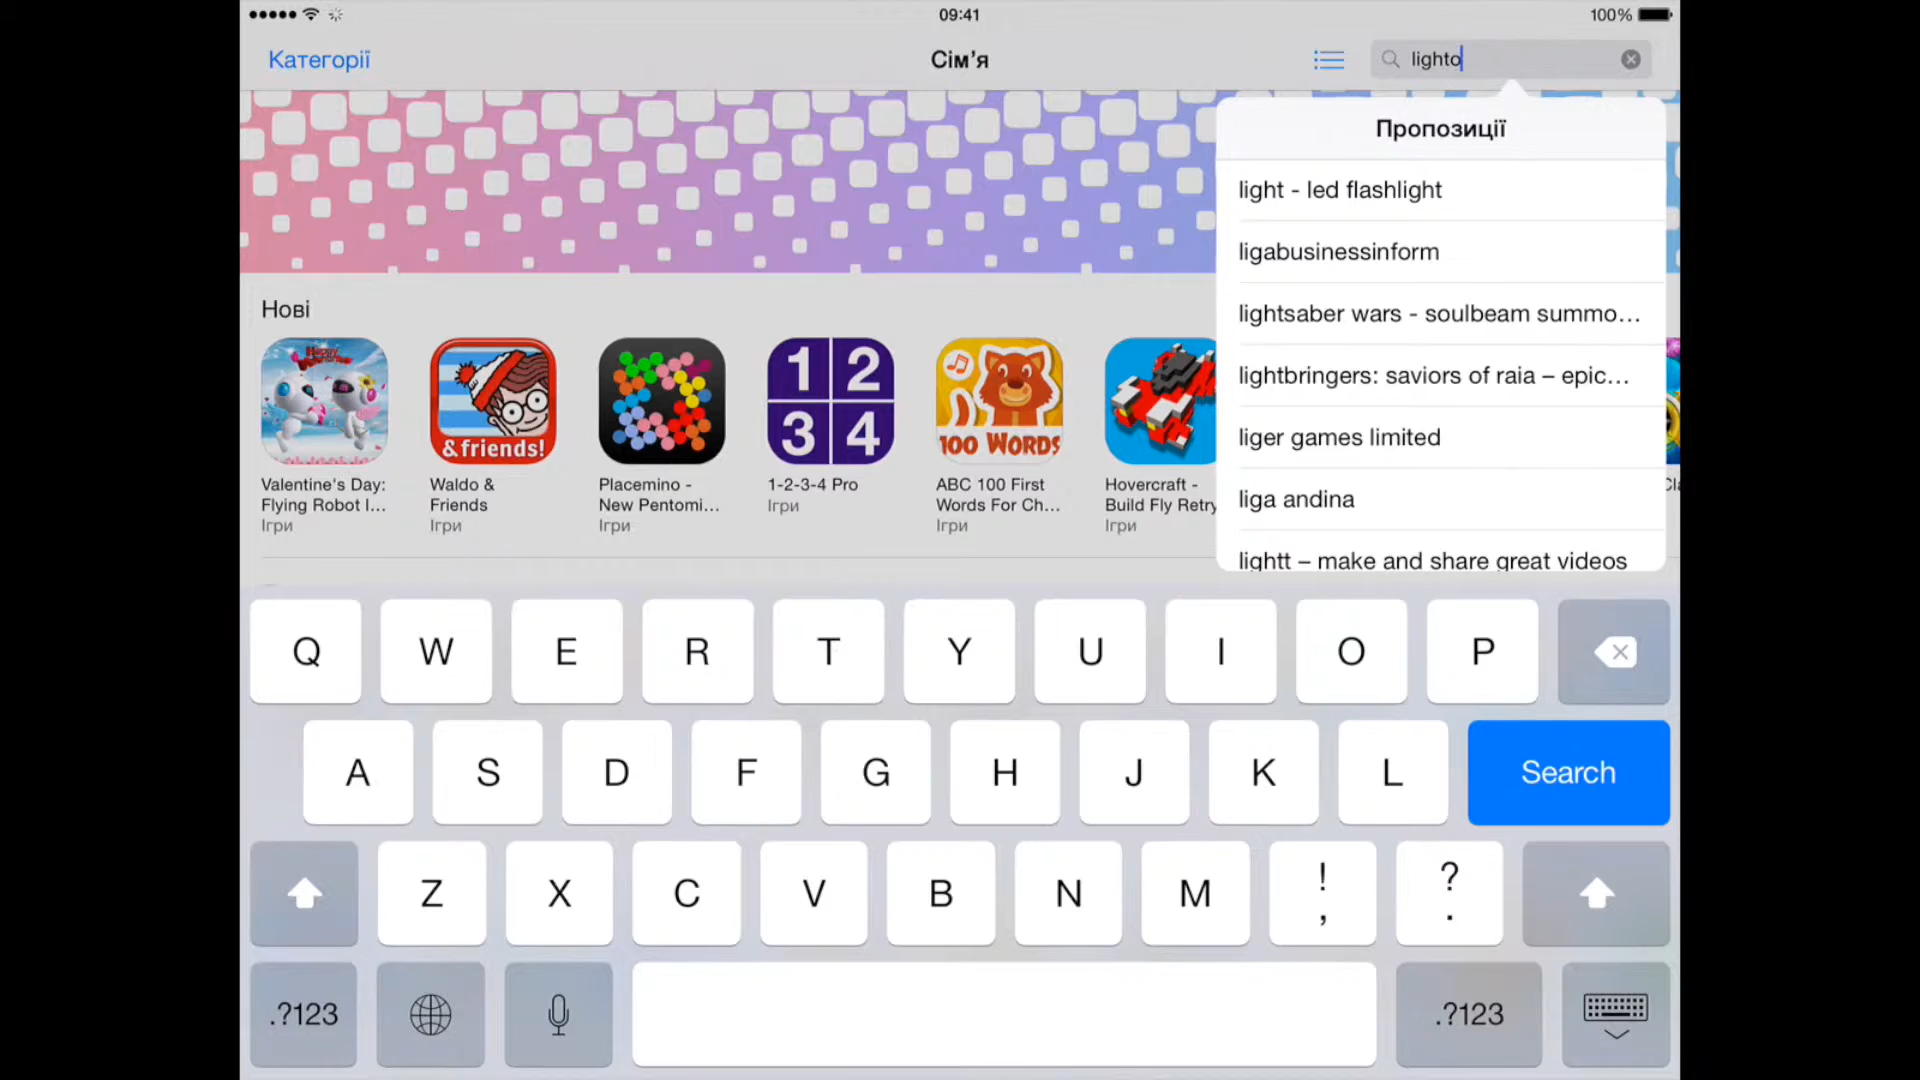 09:41
100%
Категорії
Сім’я
lighto
Пропозиції
light - led flashlight
ligabusinessinform
lightsaber wars - soulbeam summo…
lightbringers: saviors of raia – epic…
liger games limited
liga andina
lightt – make and share great videos
Нові
& friends!
1 2
3 4
100 WORDS
Valentine's Day:
Flying Robot I…
Ігри
Waldo &
Friends
Ігри
Placemino -
New Pentomi…
Ігри
1-2-3-4 Pro
Ігри
ABC 100 First
Words For Ch…
Ігри
Hovercraft -
Build Fly Retry
Ігри
Q W E R T Y U I O P
A S D F G H J K L Search
Z X C V B N M ! , ? .
.?123 .?123